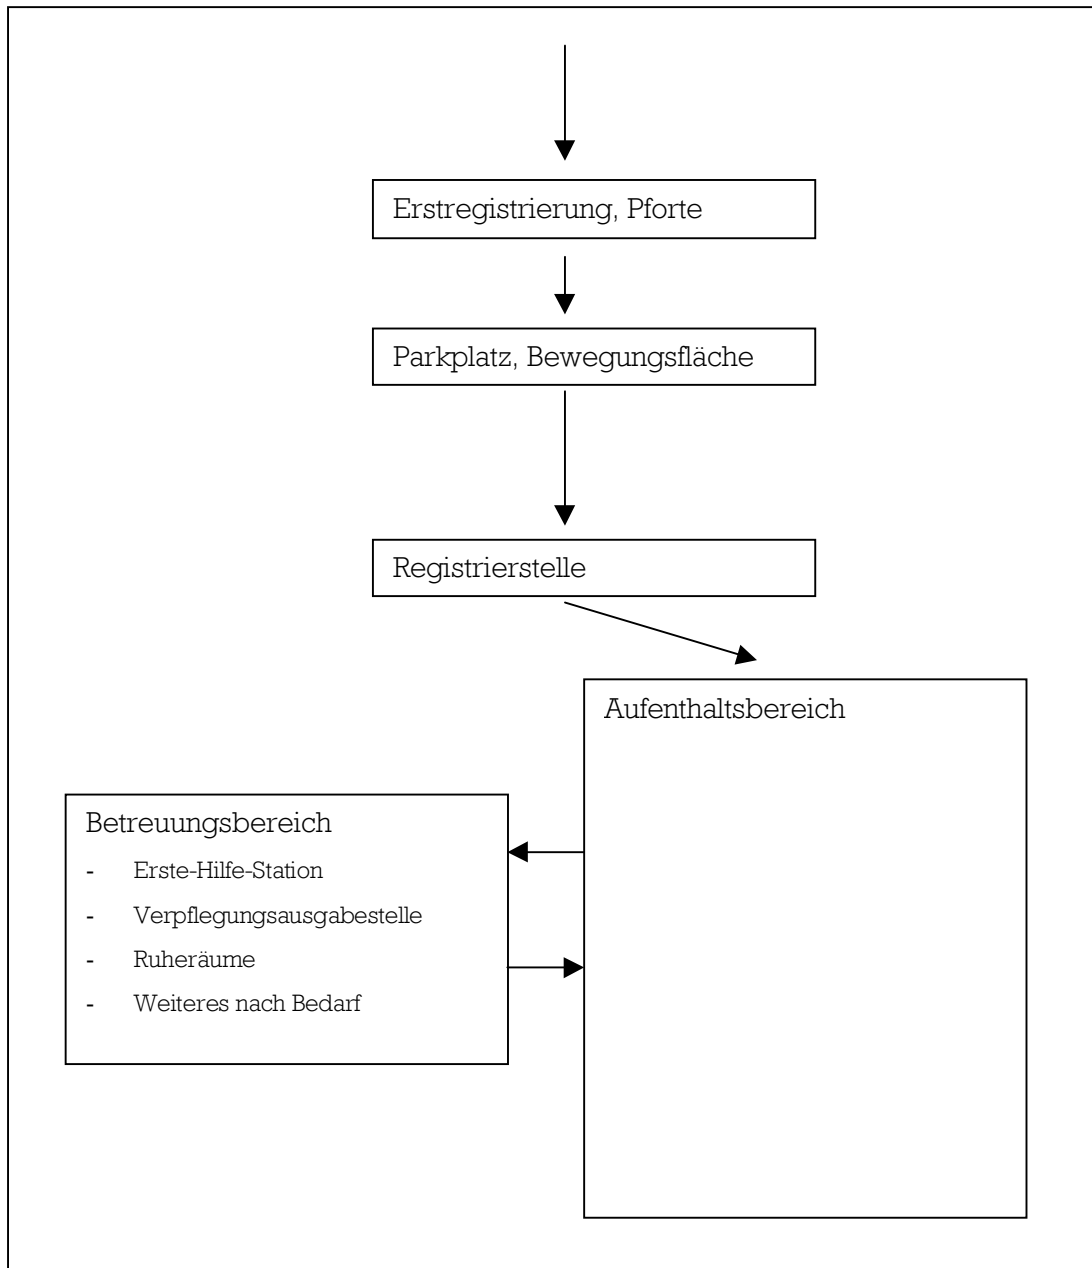 Erstregistrierung, Pforte
Parkplatz, Bewegungsfläche
Registrierstelle
Aufenthaltsbereich
Betreuungsbereich
- Erste-Hilfe-Station
- Verpflegungsausgabestelle
- Ruheräume
- Weiteres nach Bedarf